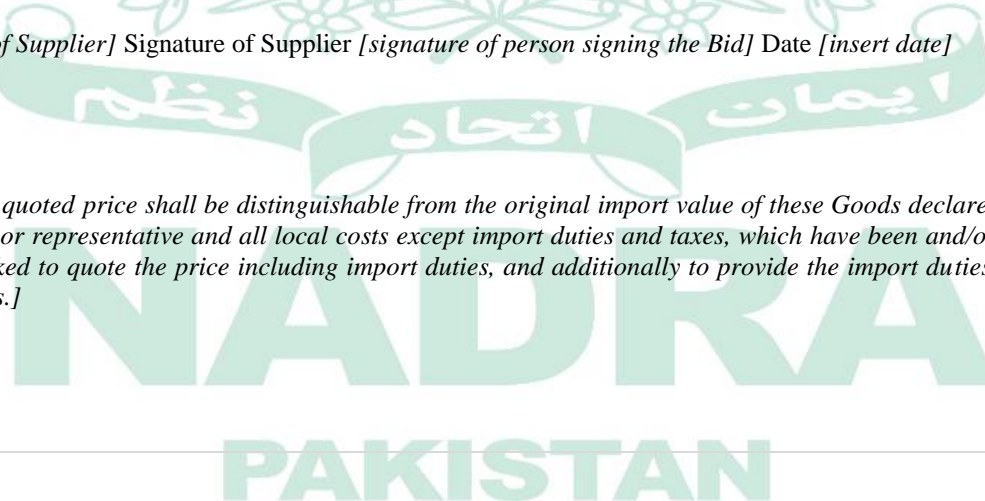 of Supplier] Signature of Supplier [signature of person signing the Bid] Date [insert date]
ایمان اتحاد نظم
quoted price shall be distinguishable from the original import value of these Goods declare
or representative and all local costs except import duties and taxes, which have been and/o
ked to quote the price including import duties, and additionally to provide the import duties
s.]
NADRA
PAKISTAN